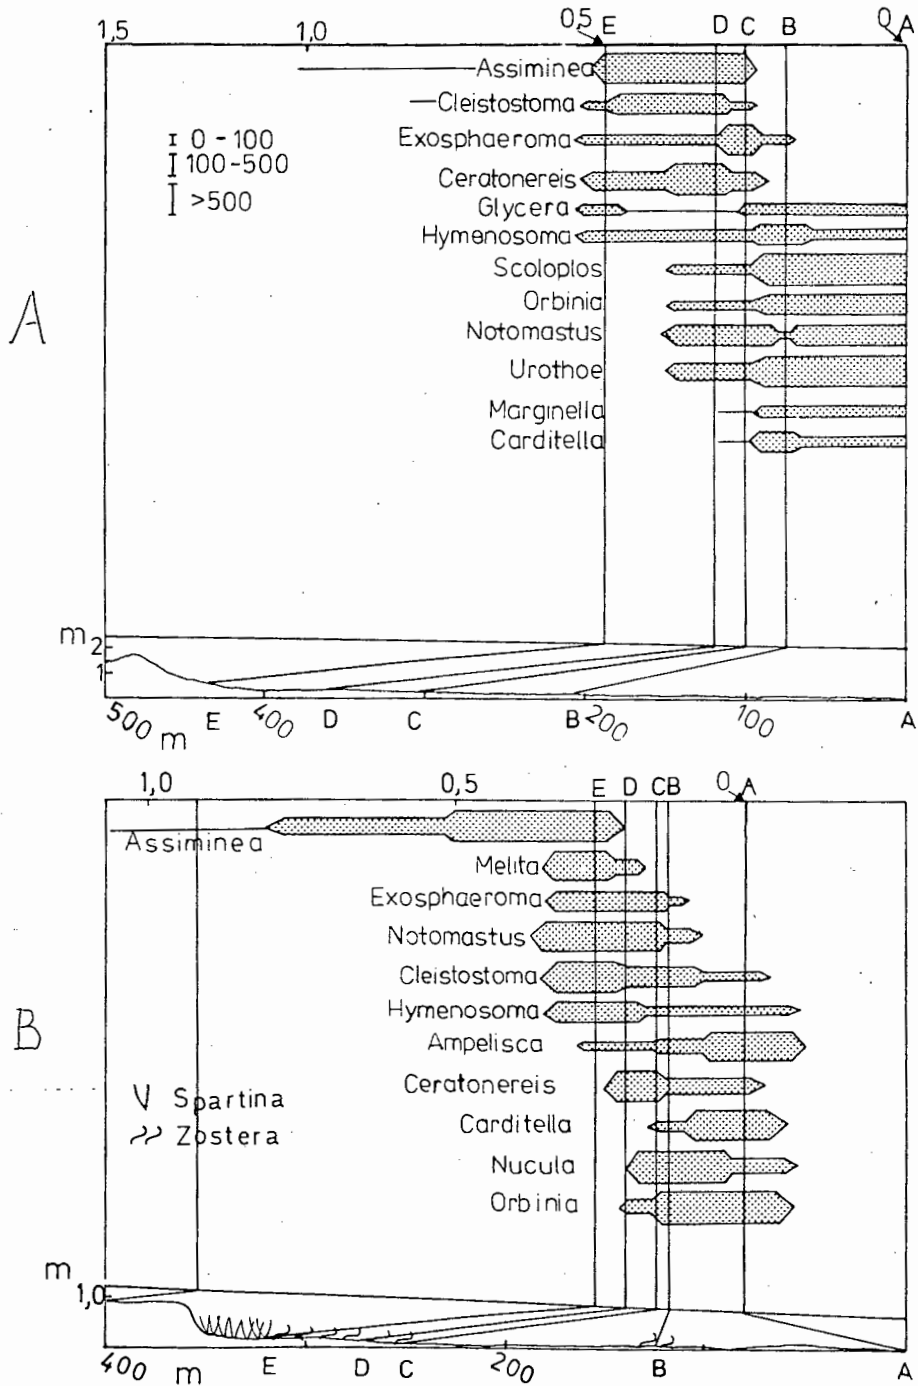 1,5 1,0 0,5 E D C B 0 A
Assiminea
Cleistostoma
Exosphaeroma
I 0 - 100
I 100 - 500
I >500
Ceratonereis
Glycera
Hymenosoma
Scoloplos
A
Orbinia
Notomastus
Urothoe
Marginella
Carditella
m 2
1
500 m E 400 D C B 200 100 A
1,0 0,5 E D C B 0 A
Assiminea
Melita
Exosphaeroma
Notomastus
Cleistostoma
Hymenosoma
B
Ampelisca
Ceratonereis
Spartina
Carditella
Zostera
Nucula
Orbinia
m
1,0
400 m E D C 200 B A